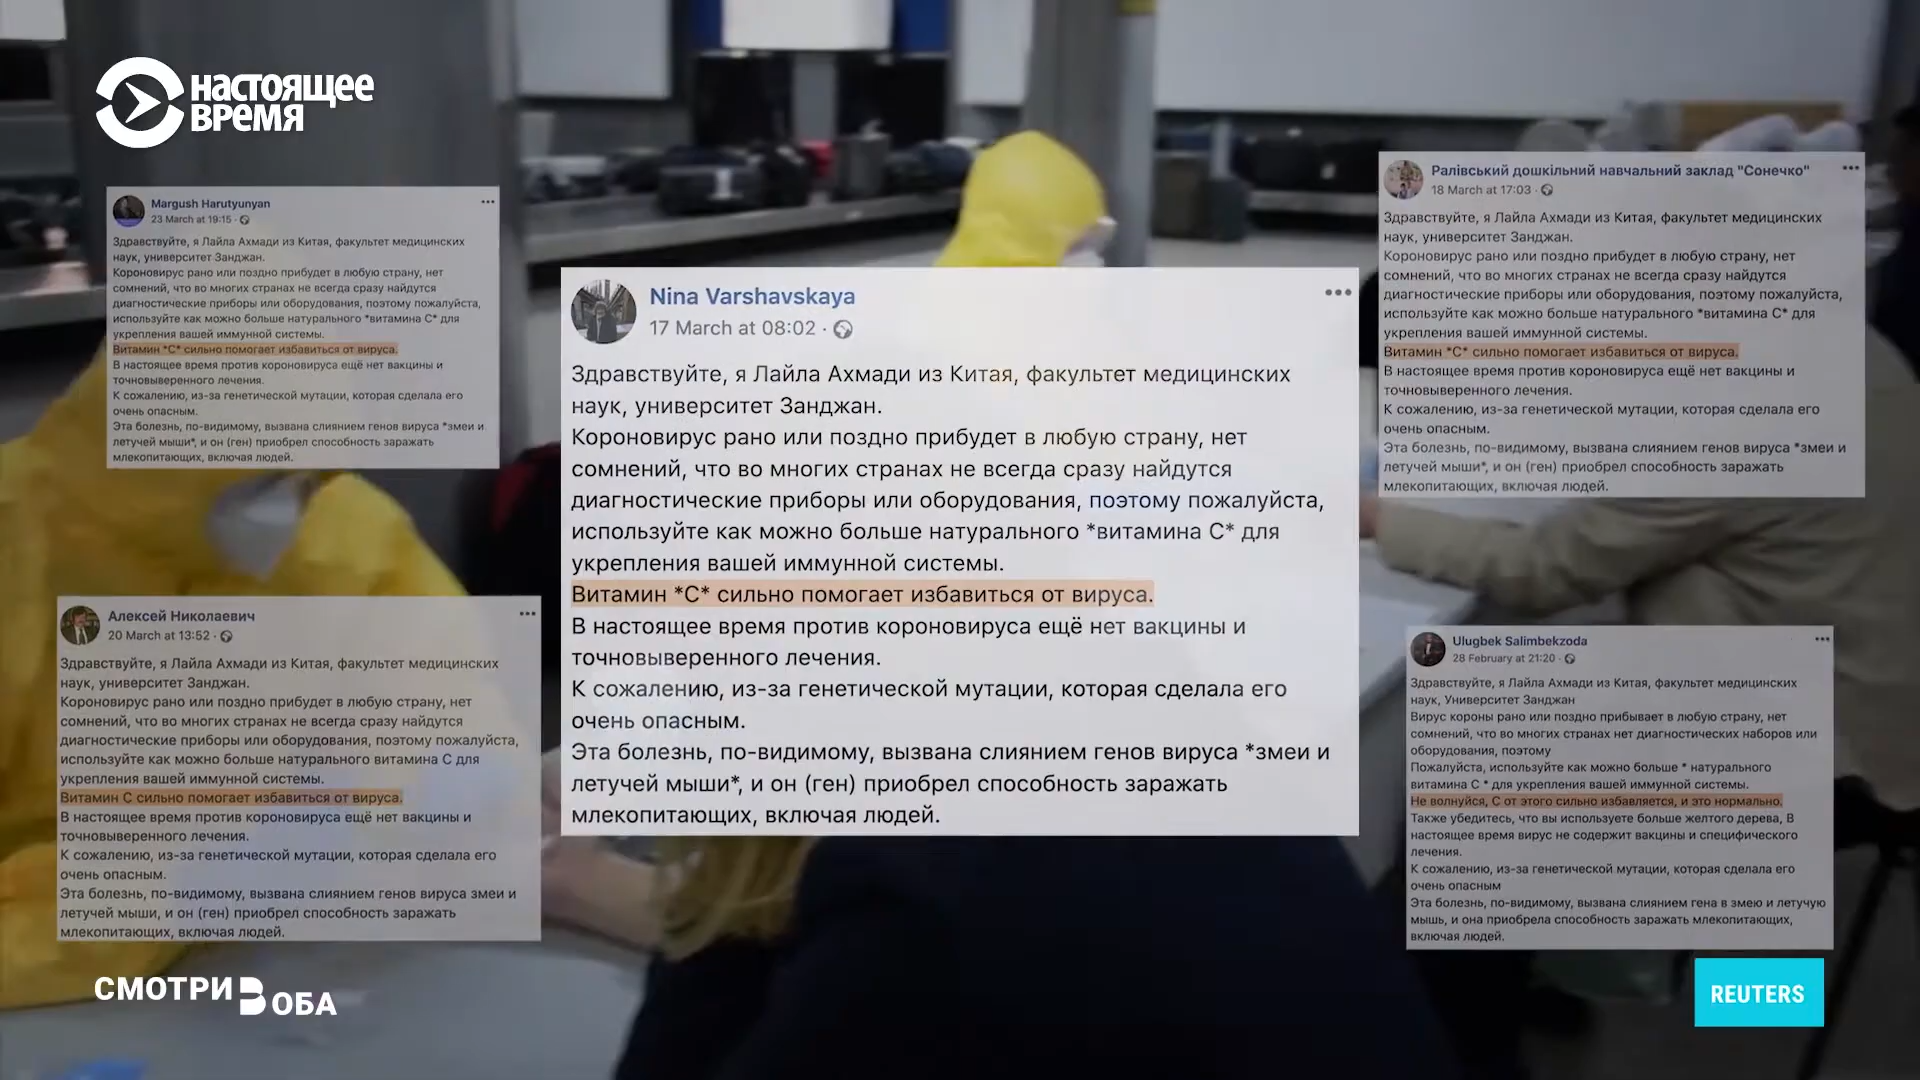 НАСТОЯЩЕЕ
ВРЕМЯ
Margush Harutyunyan
23 March at 19:15 ·
Здравствуйте, я Лайла Ахмади из Китая, факультет медицинских
наук, университет Занджан.
Короновирус рано или поздно прибудет в любую страну, нет
сомнений, что во многих странах не всегда сразу найдутся
диагностические приборы или оборудования, поэтому пожалуйста,
используйте как можно больше натурального *витамина С* для
укрепления вашей иммунной системы.
Витамин *С* сильно помогает избавиться от вируса.
В настоящее время против короновируса ещё нет вакцины и
точновыверенного лечения.
К сожалению, из-за генетической мутации, которая сделала его
очень опасным.
Эта болезнь, по-видимому, вызвана слиянием генов вируса *змеи и
летучей мыши*, и он (ген) приобрел способность заражать
млекопитающих, включая людей.
Nina Varshavskaya
17 March at 08:02 ·
Здравствуйте, я Лайла Ахмади из Китая, факультет медицинских
наук, университет Занджан.
Короновирус рано или поздно прибудет в любую страну, нет
сомнений, что во многих странах не всегда сразу найдутся
диагностические приборы или оборудования, поэтому пожалуйста,
используйте как можно больше натурального *витамина С* для
укрепления вашей иммунной системы.
Витамин *С* сильно помогает избавиться от вируса.
В настоящее время против короновируса ещё нет вакцины и
точновыверенного лечения.
К сожалению, из-за генетической мутации, которая сделала его
очень опасным.
Эта болезнь, по-видимому, вызвана слиянием генов вируса *змеи и
летучей мыши*, и он (ген) приобрел способность заражать
млекопитающих, включая людей.
Ралівський дошкільний навчальний заклад "Сонечко"
18 March at 17:03 ·
Здравствуйте, я Лайла Ахмади из Китая, факультет медицинских
наук, университет Занджан.
Короновирус рано или поздно прибудет в любую страну, нет
сомнений, что во многих странах не всегда сразу найдутся
диагностические приборы или оборудования, поэтому пожалуйста,
используйте как можно больше натурального *витамина С* для
укрепления вашей иммунной системы.
Витамин *С* сильно помогает избавиться от вируса.
В настоящее время против короновируса ещё нет вакцины и
точновыверенного лечения.
К сожалению, из-за генетической мутации, которая сделала его
очень опасным.
Эта болезнь, по-видимому, вызвана слиянием генов вируса *змеи и
летучей мыши*, и он (ген) приобрел способность заражать
млекопитающих, включая людей.
Алексей Николаевич
20 March at 13:52 ·
Здравствуйте, я Лайла Ахмади из Китая, факультет медицинских
наук, университет Занджан.
Короновирус рано или поздно прибудет в любую страну, нет
сомнений, что во многих странах не всегда сразу найдутся
диагностические приборы или оборудования, поэтому пожалуйста,
используйте как можно больше натурального витамина С для
укрепления вашей иммунной системы.
Витамин С сильно помогает избавиться от вируса.
В настоящее время против короновируса ещё нет вакцины и
точновыверенного лечения.
К сожалению, из-за генетической мутации, которая сделала его
очень опасным.
Эта болезнь, по-видимому, вызвана слиянием генов вируса змеи и
летучей мыши, и он (ген) приобрел способность заражать
млекопитающих, включая людей.
Ulugbek Salimbekzoda
28 February at 21:20 ·
Здравствуйте, я Лайла Ахмади из Китая, факультет медицинских
наук, Университет Занджан
Вирус короны рано или поздно прибывает в любую страну, нет
сомнений, что во многих странах нет диагностических наборов или
оборудования, поэтому
Пожалуйста, используйте как можно больше * натурального
витамина С * для укрепления вашей иммунной системы.
Не волнуйся, С от этого сильно избавляется, и это нормально.
Также убедитесь, что вы используете больше желтого дерева, В
настоящее время вирус не содержит вакцины и специфического
лечения.
К сожалению, из-за генетической мутации, которая сделала его
очень опасным
Эта болезнь, по-видимому, вызвана слиянием гена в змею и летучую
мышь, и она приобрела способность заражать млекопитающих,
включая людей.
СМОТРИ В ОБА
REUTERS